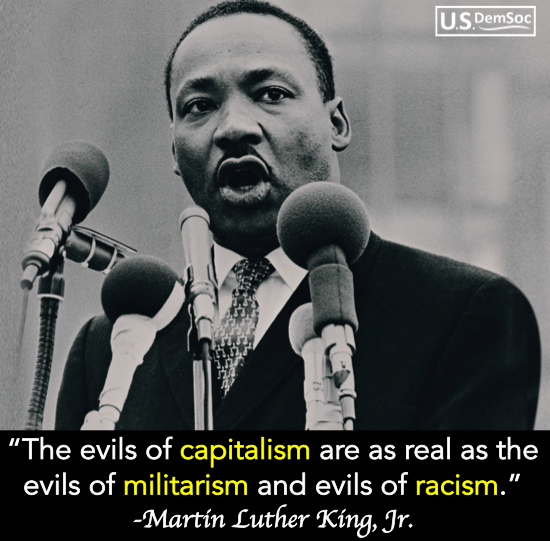 U.S. DemSoc
“The evils of capitalism are as real as the
evils of militarism and evils of racism.”
-Martin Luther King, Jr.